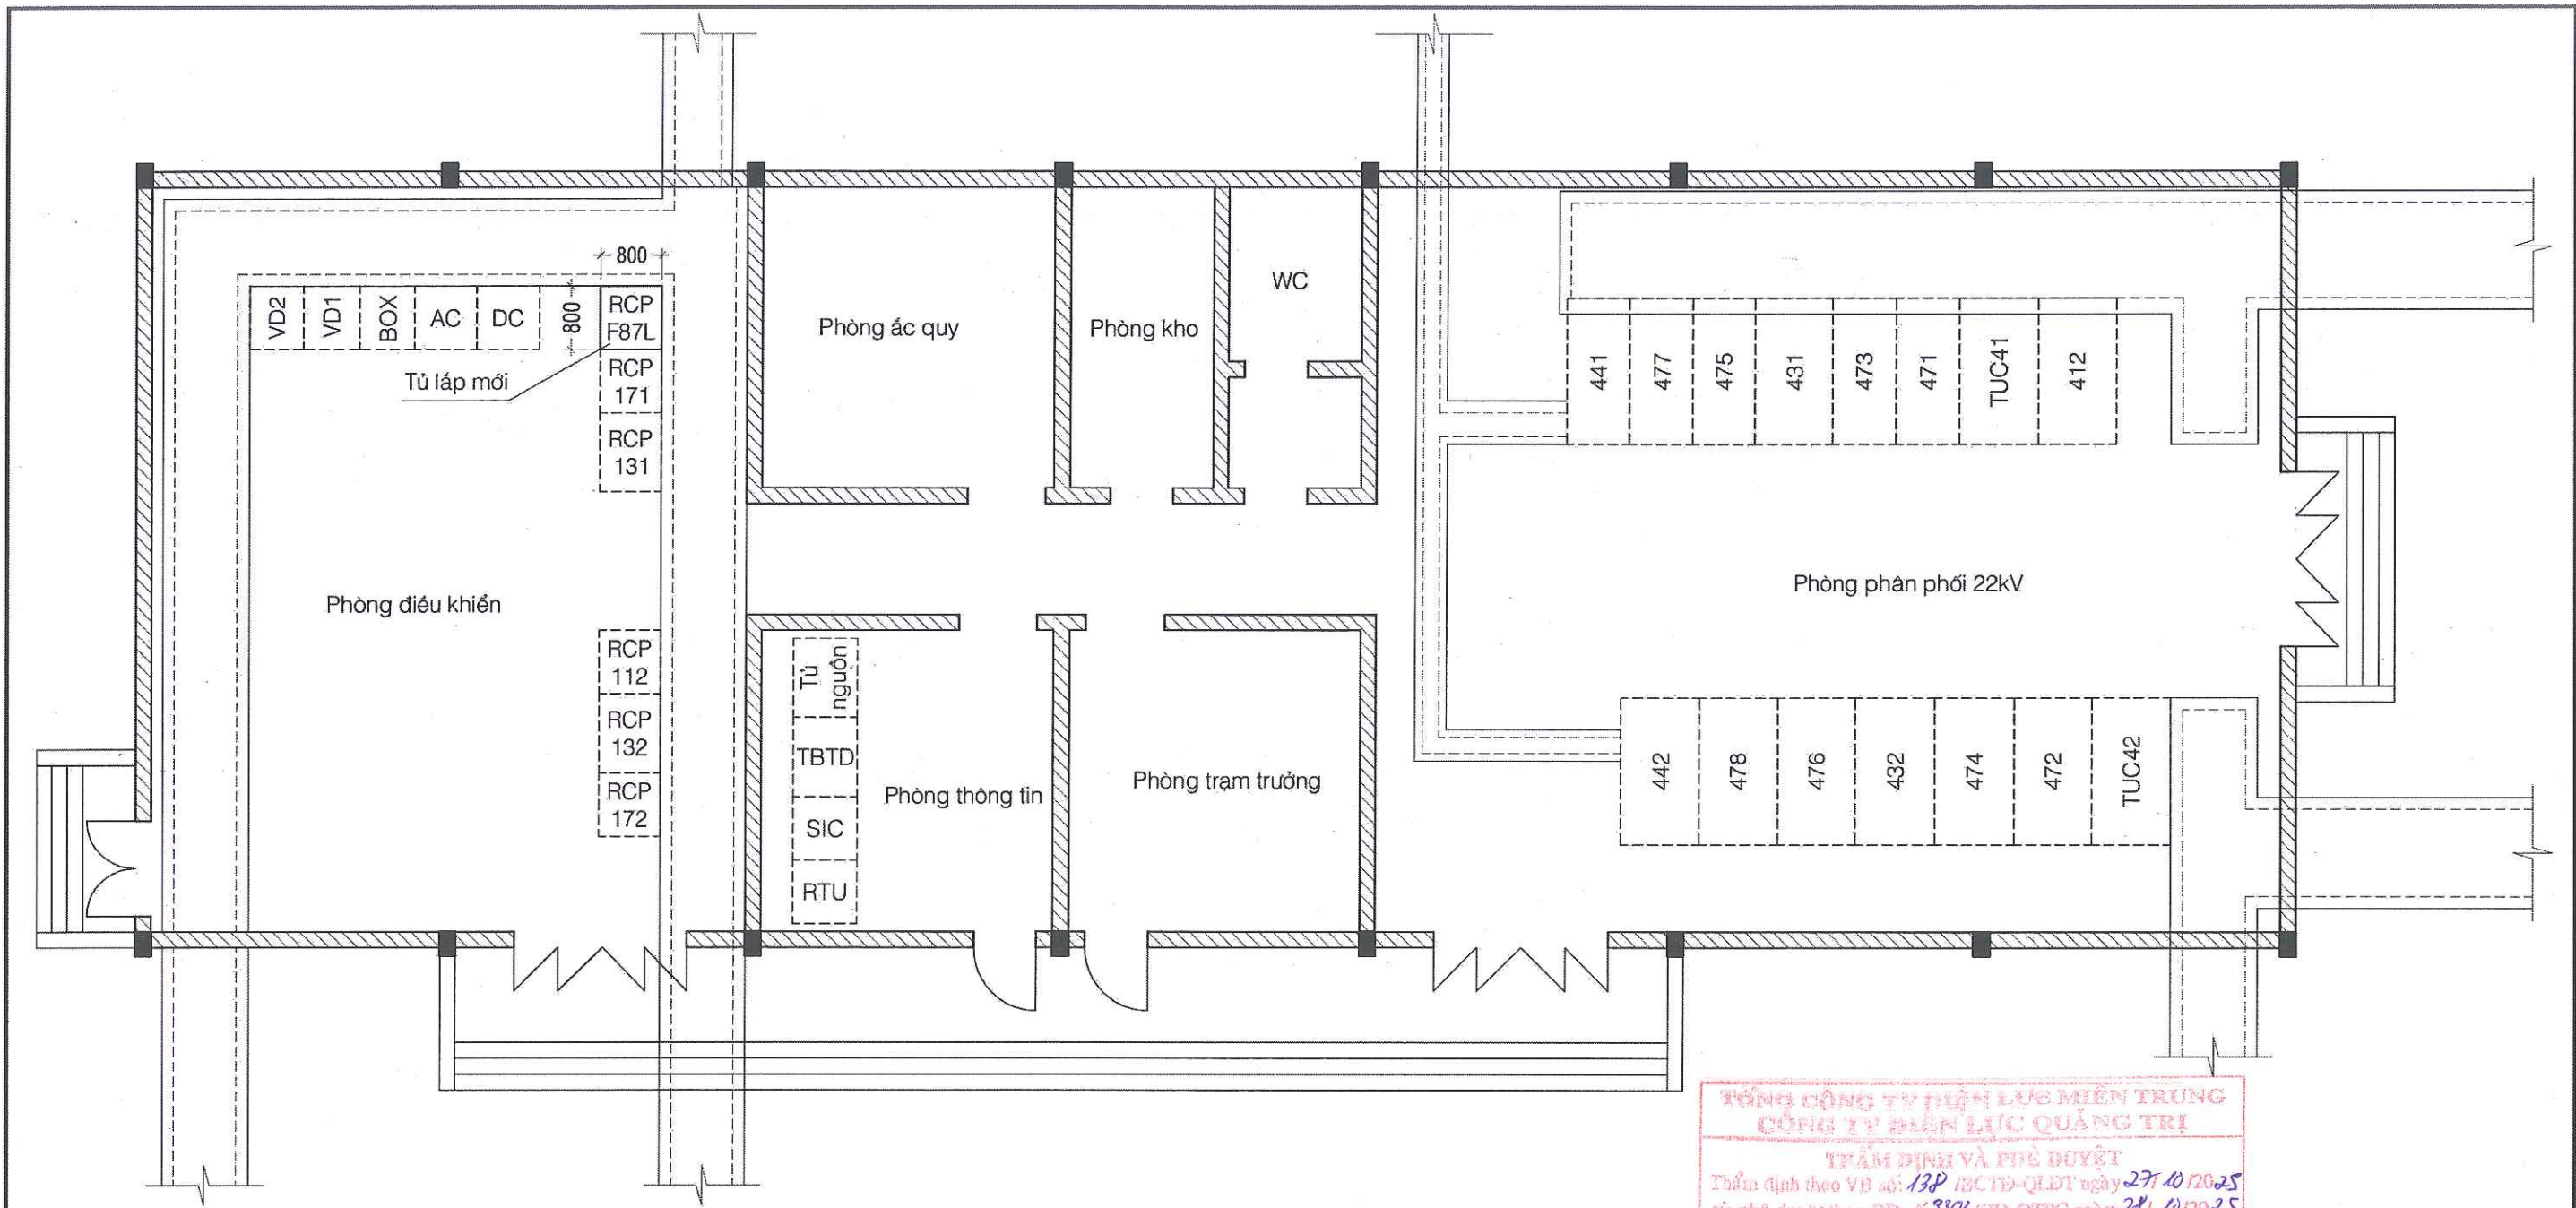 800
VD2
VD1
BOX
AC
DC
800
RCP
F87L
Tủ lắp mới
RCP
171
RCP
131
Phòng điều khiển
RCP
112
RCP
132
RCP
172
Phòng ắc quy
Phòng kho
WC
Tủ
nguồn
TBTD
SIC
RTU
Phòng thông tin
Phòng trạm trưởng
441
477
475
431
473
471
TUC41
412
Phòng phân phối 22kV
442
478
476
432
474
472
TUC42
TỔNG CÔNG TY ĐIỆN LỰC MIỀN TRUNG
CÔNG TY ĐIỆN LỰC QUẢNG TRỊ
THẨM ĐỊNH VÀ PHÊ DUYỆT
Thẩm định theo VB số: 138 /BCTĐ-QLĐT ngày 27/10/2025